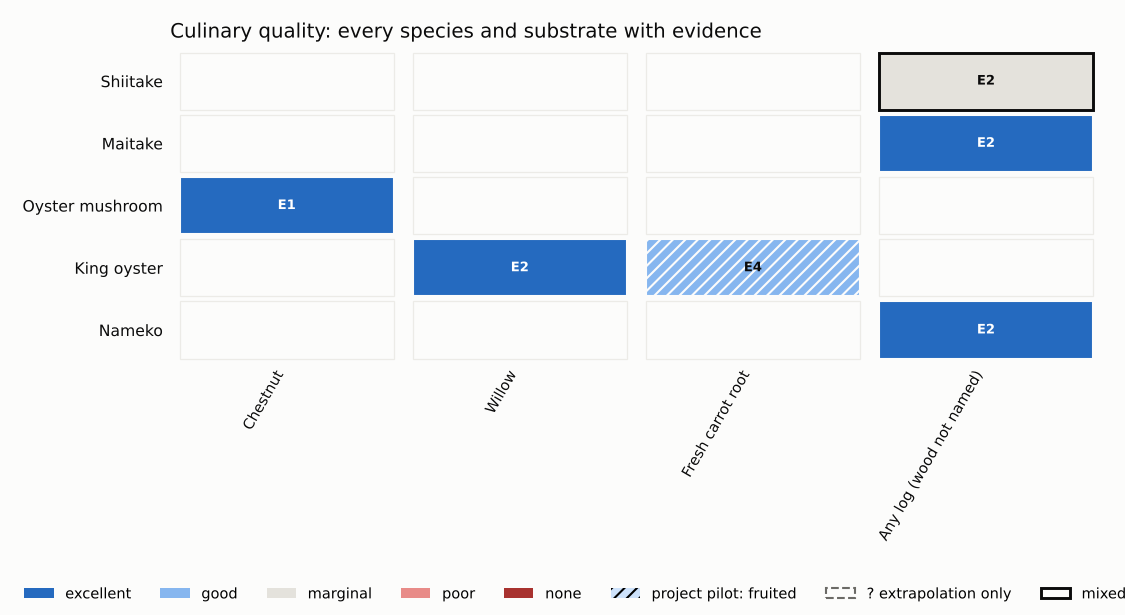 Culinary quality: every species and substrate with evidence
Shiitake
E2
Maitake
E2
Oyster mushroom
E1
King oyster
E2
E4
Nameko
E2
Chestnut
Willow
Fresh carrot root
Any log (wood not named)
excellent
good
marginal
poor
none
project pilot: fruited
? extrapolation only
mixed